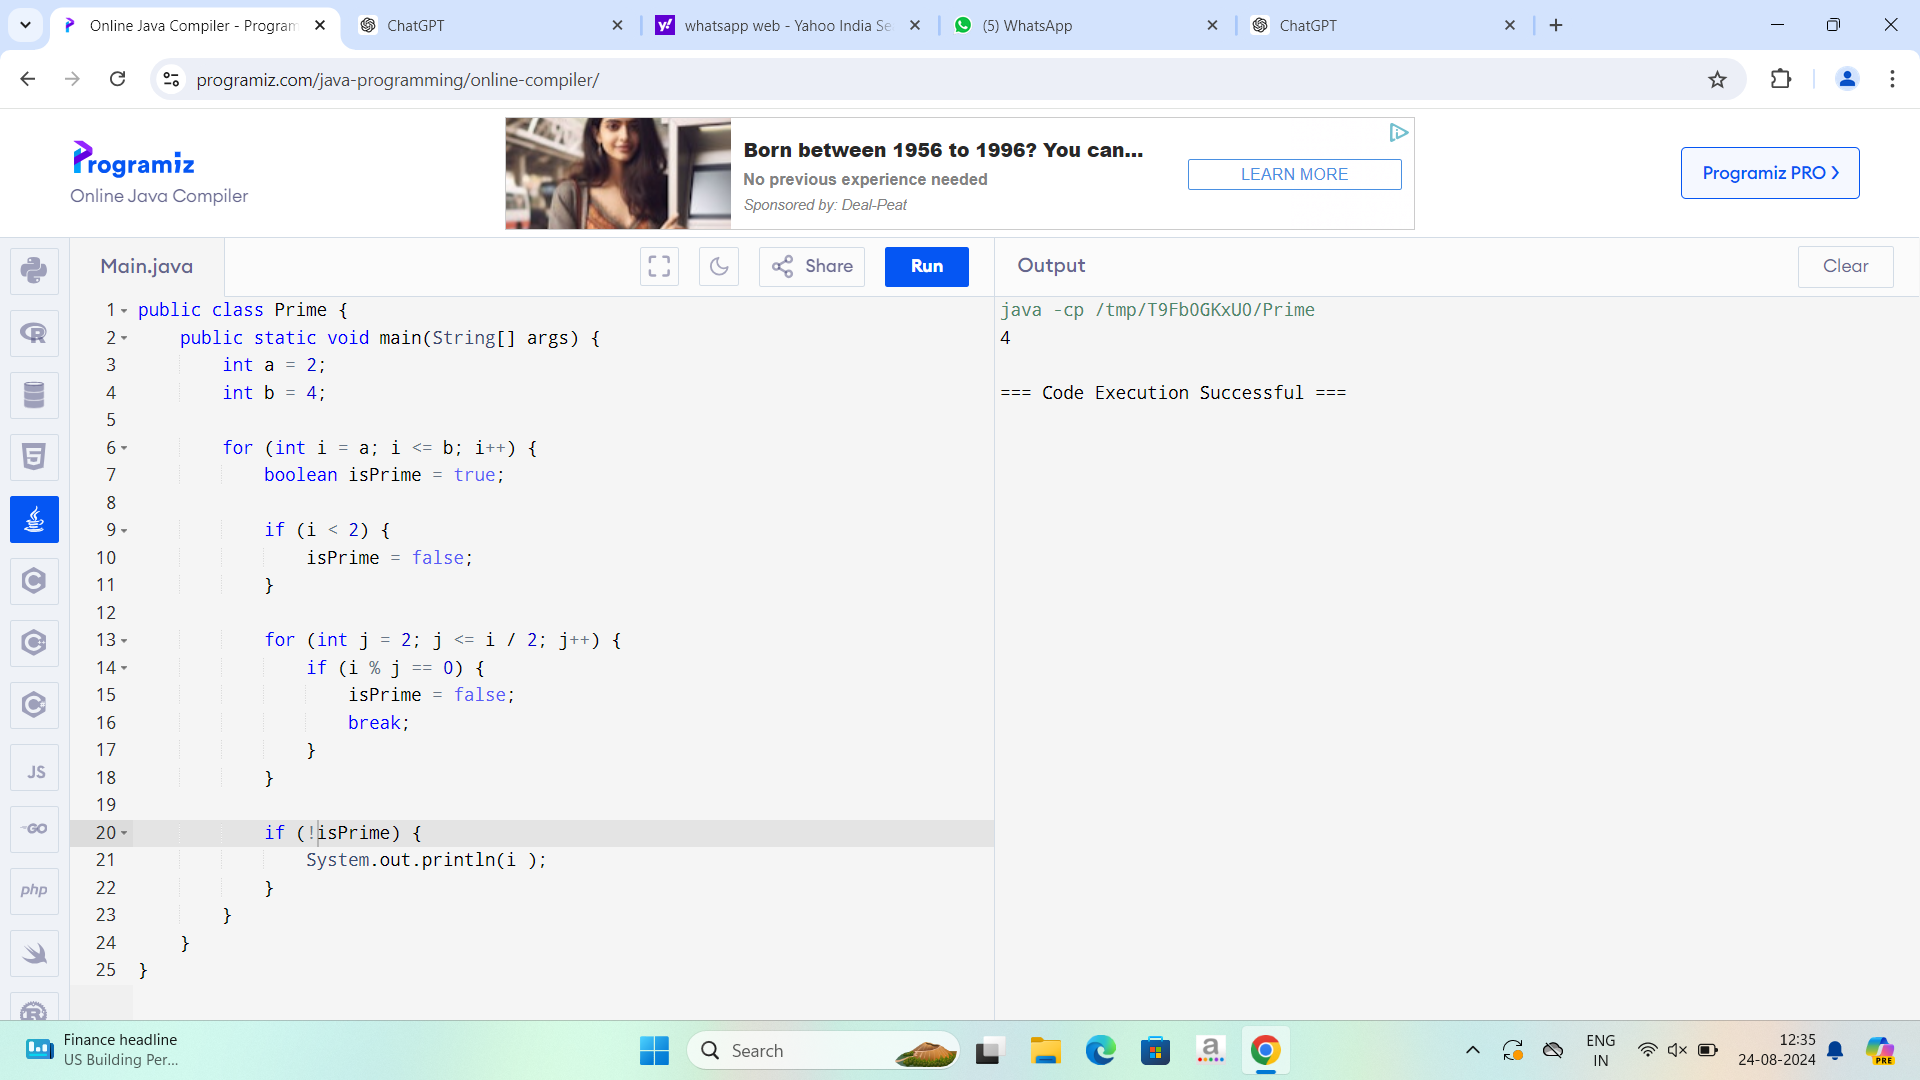 Online Java Compiler - Program
ChatGPT
whatsapp web - Yahoo India Se
(5) WhatsApp
ChatGPT
programiz.com/java-programming/online-compiler/
Programiz
Online Java Compiler
Born between 1956 to 1996? You can...
No previous experience needed
Sponsored by: Deal-Peat
LEARN MORE
Programiz PRO
Main.java
Share
Run
Output
Clear
1 public class Prime {
2     public static void main(String[] args) {
3         int a = 2;
4         int b = 4;
5
6         for (int i = a; i <= b; i++) {
7             boolean isPrime = true;
8
9             if (i < 2) {
10                 isPrime = false;
11             }
12
13             for (int j = 2; j <= i / 2; j++) {
14                 if (i % j == 0) {
15                     isPrime = false;
16                     break;
17                 }
18             }
19
20             if (!isPrime) {
21                 System.out.println(i );
22             }
23         }
24     }
25 }
java -cp /tmp/T9FbOGKxU0/Prime
4
=== Code Execution Successful ===
JS
GO
php
Finance headline
US Building Per...
Search
a
ENG
IN
12:35
24-08-2024
PRE